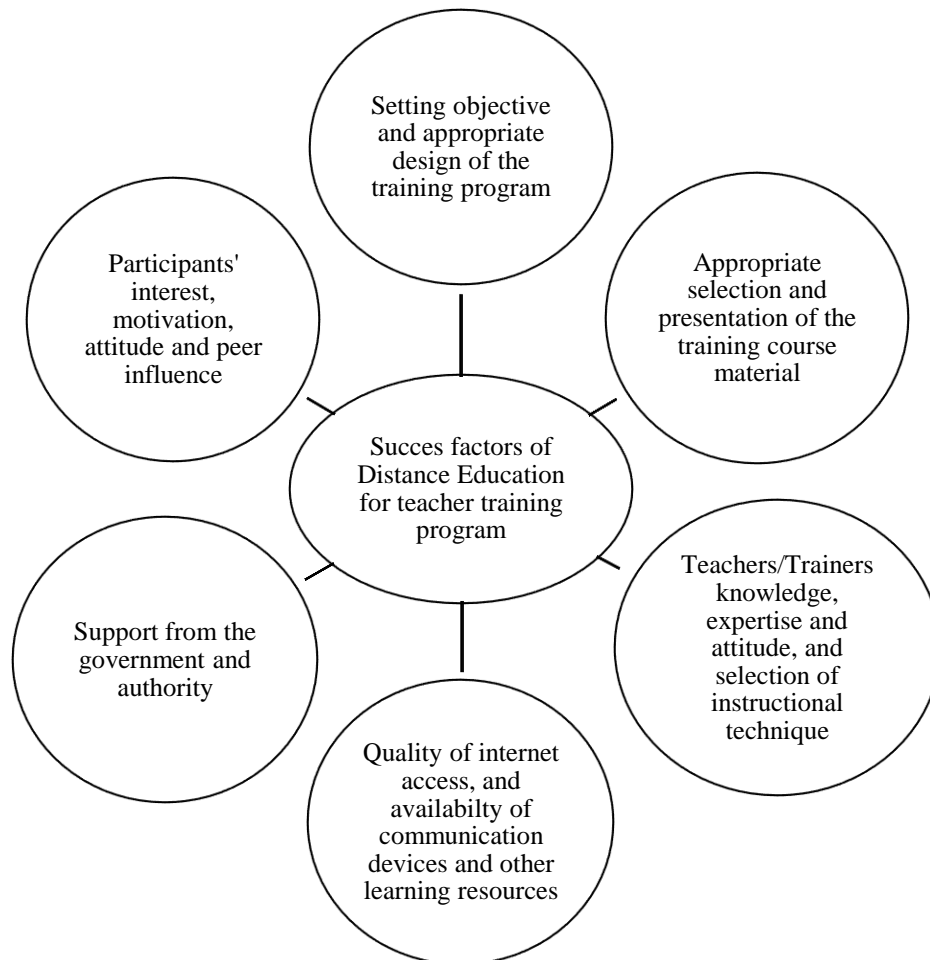 Setting objective
and appropriate
design of the
training program
Participants'
interest,
motivation,
attitude and peer
influence
Appropriate
selection and
presentation of the
training course
material
Succes factors of
Distance Education
for teacher training
program
Support from the
government and
authority
Teachers/Trainers
knowledge,
expertise and
attitude, and
selection of
instructional
technique
Quality of internet
access, and
availabilty of
communication
devices and other
learning resources